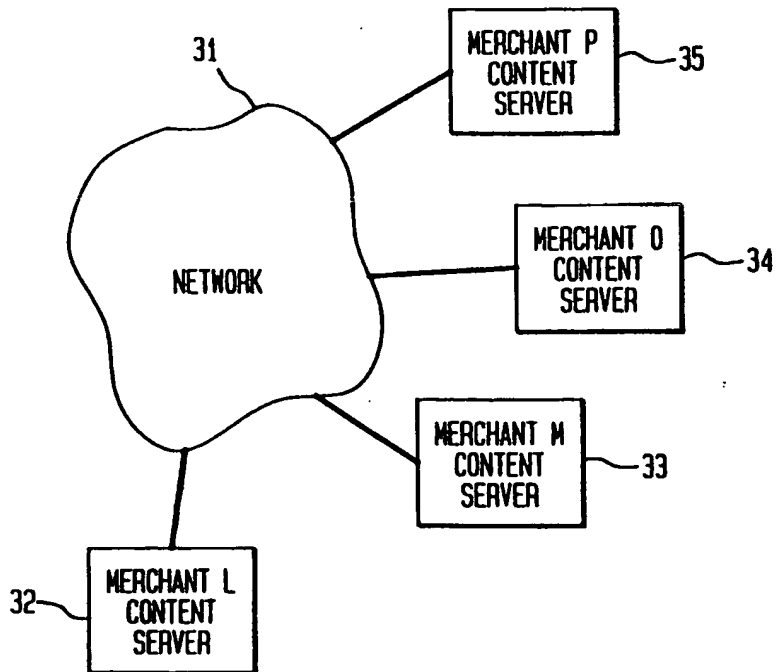 31
MERCHANT P
CONTENT
SERVER
35
NETWORK
MERCHANT O
CONTENT
SERVER
34
MERCHANT M
CONTENT
SERVER
33
32
MERCHANT L
CONTENT
SERVER